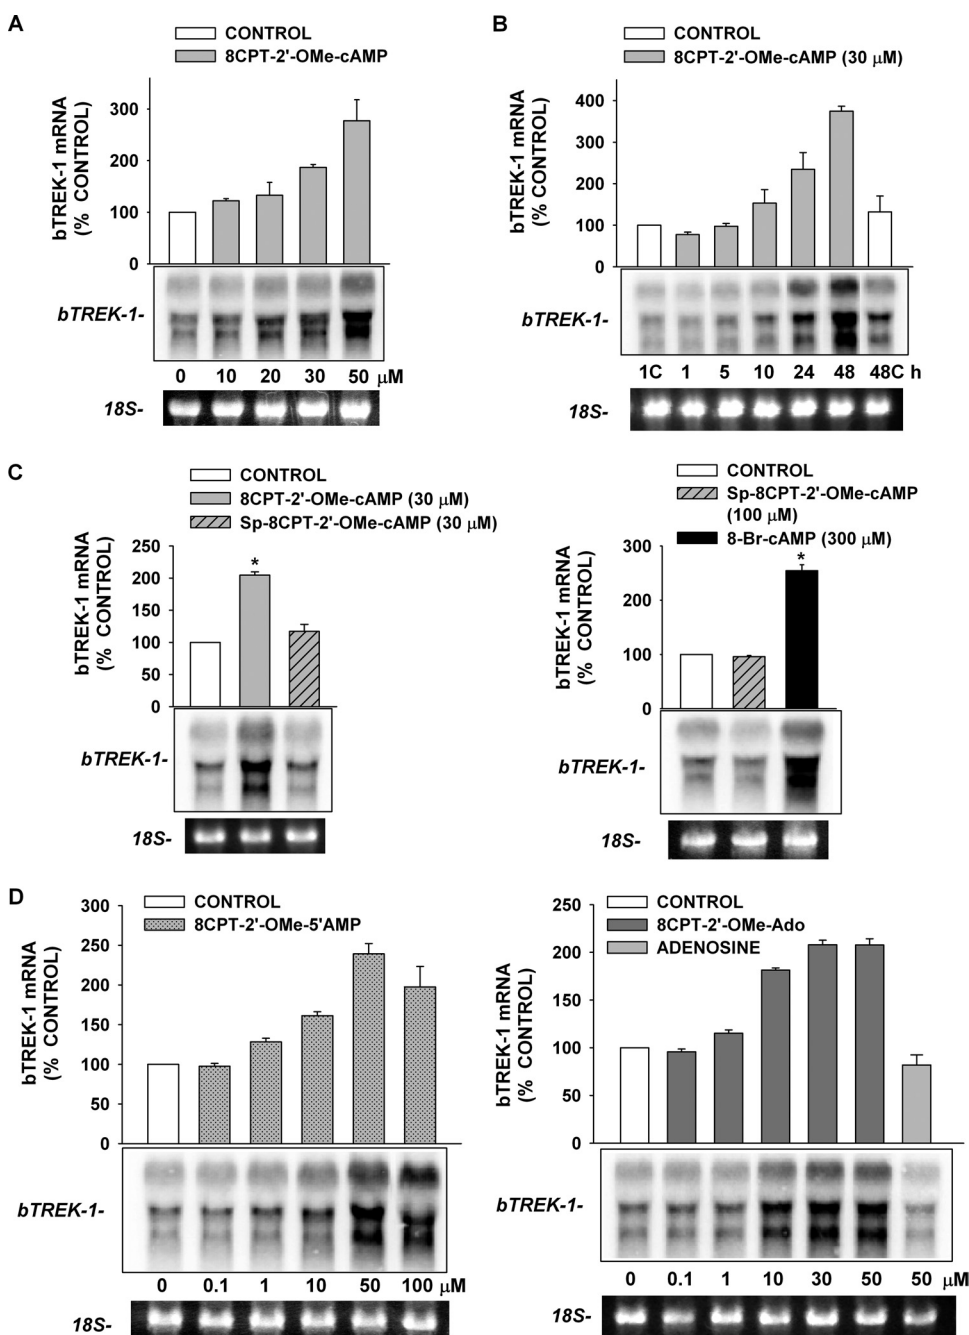 A
CONTROL
8CPT-2'-OMe-cAMP
bTREK-1 mRNA
(% CONTROL)
300
200
100
0
bTREK-1-
0 10 20 30 50 μM
18S-
B
CONTROL
8CPT-2'-OMe-cAMP (30 μM)
bTREK-1 mRNA
(% CONTROL)
400
300
200
100
0
bTREK-1-
1C 1 5 10 24 48 48C h
18S-
C
CONTROL
8CPT-2'-OMe-cAMP (30 μM)
Sp-8CPT-2'-OMe-cAMP (30 μM)
bTREK-1 mRNA
(% CONTROL)
250
200
150
100
50
0
*
bTREK-1-
18S-
CONTROL
Sp-8CPT-2'-OMe-cAMP
(100 μM)
8-Br-cAMP (300 μM)
bTREK-1 mRNA
(% CONTROL)
300
200
100
0
*
bTREK-1-
18S-
D
CONTROL
8CPT-2'-OMe-5'AMP
bTREK-1 mRNA
(% CONTROL)
300
250
200
150
100
50
0
bTREK-1-
0 0.1 1 10 50 100 μM
18S-
CONTROL
8CPT-2'-OMe-Ado
ADENOSINE
bTREK-1 mRNA
(% CONTROL)
250
200
150
100
50
0
bTREK-1-
0 0.1 1 10 30 50 50 μM
18S-